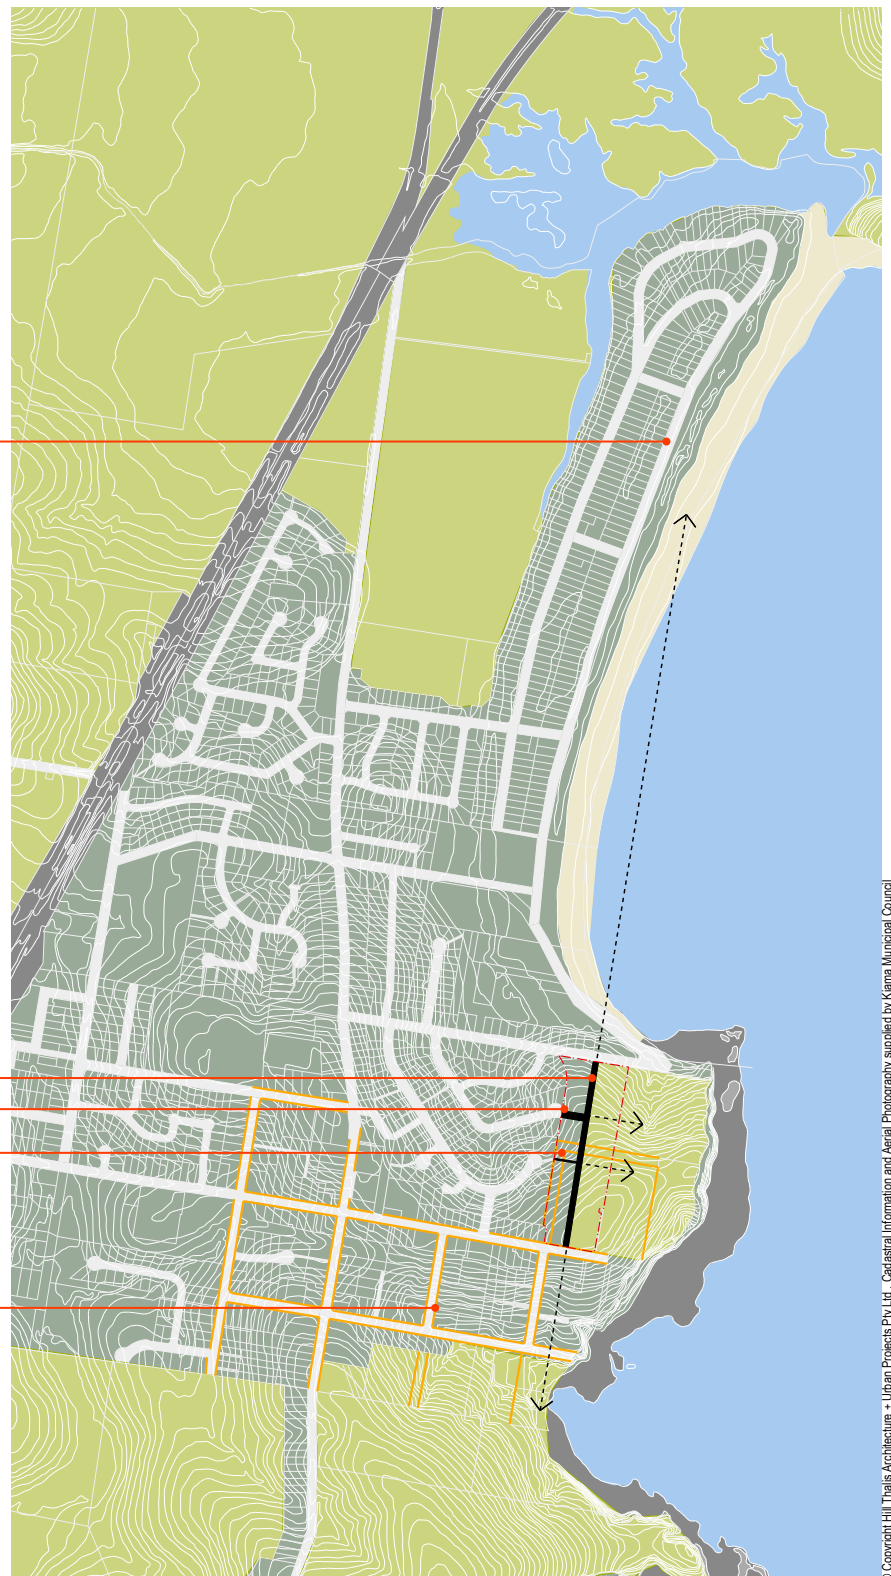 © Copyright Hill Thalis Architecture + Urban Projects Pty Ltd . Cadastral Information and Aerial Photography supplied by Kiama Municipal Council